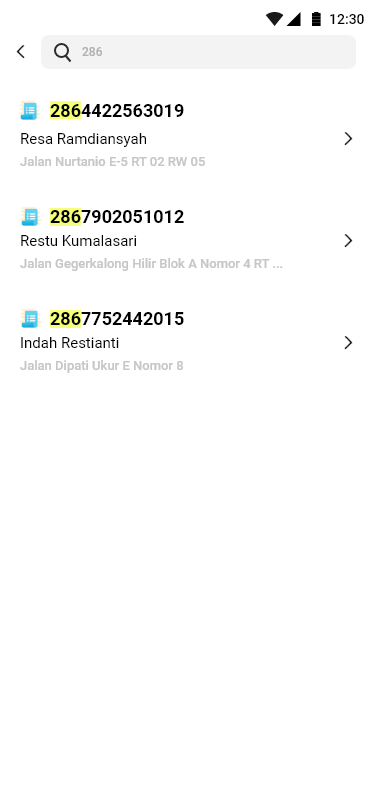 12:30
286
2864422563019
Resa Ramdiansyah
Jalan Nurtanio E-5 RT 02 RW 05
2867902051012
Restu Kumalasari
Jalan Gegerkalong Hilir Blok A Nomor 4 RT ...
2867752442015
Indah Restianti
Jalan Dipati Ukur E Nomor 8